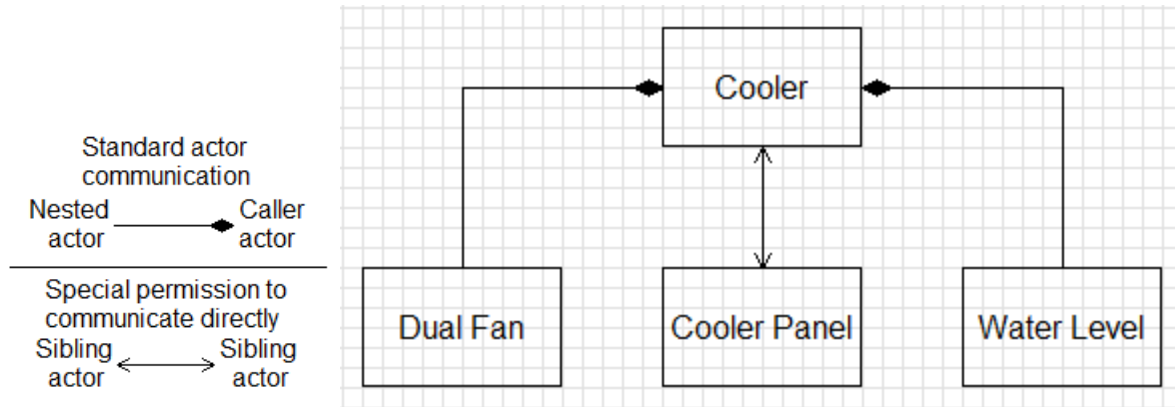 Standard actor
communication
Nested
actor
Caller
actor
Special permission to
communicate directly
Sibling
actor
Sibling
actor
Cooler
Dual Fan
Cooler Panel
Water Level